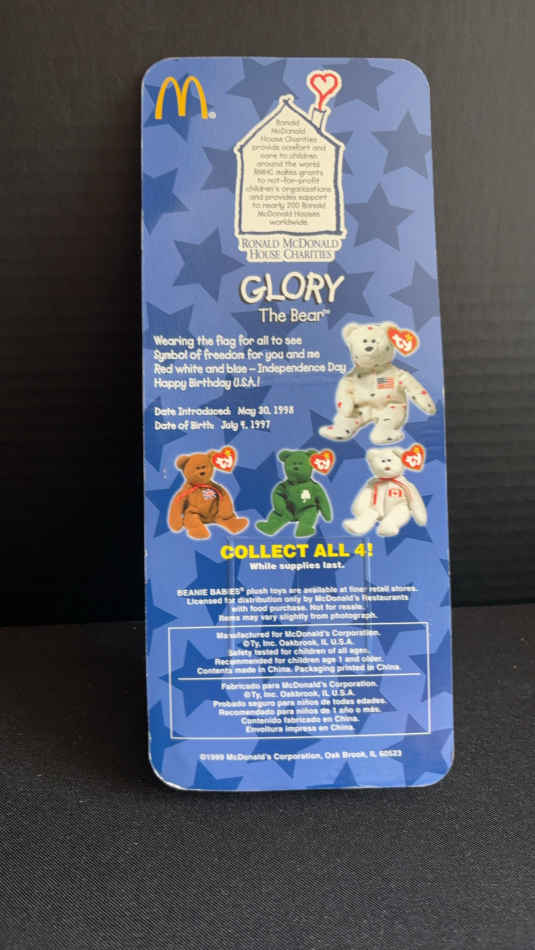 Ronald
McDonald
House Charities
provide comfort and
care to children
around the world.
RMHC makes grants
to not-for-profit
children's organizations
and provides support
to nearly 200 Ronald
McDonald Houses
worldwide.
RONALD MCDONALD
HOUSE CHARITIES
GLORY
The Bear™
Wearing the flag for all to see
Symbol of freedom for you and me
Red white and blue – Independence Day
Happy Birthday U.S.A.!
Date Introduced: May 30, 1998
Date of Birth: July 4, 1997
ty
ty
ty
ty
COLLECT ALL 4!
While supplies last.
BEANIE BABIES® plush toys are available at finer retail stores.
Licensed for distribution only by McDonald's Restaurants
with food purchase. Not for resale.
Items may vary slightly from photograph.
Manufactured for McDonald's Corporation.
©Ty, Inc. Oakbrook, IL U.S.A.
Safety tested for children of all ages.
Recommended for children age 1 and older.
Contents made in China. Packaging printed in China.
Fabricado para McDonald's Corporation.
©Ty, Inc. Oakbrook, IL U.S.A.
Probado seguro para niños de todas edades.
Recomendado para niños de 1 año o más.
Contenido fabricado en China.
Envoltura impresa en China.
©1999 McDonald's Corporation, Oak Brook, IL 60523